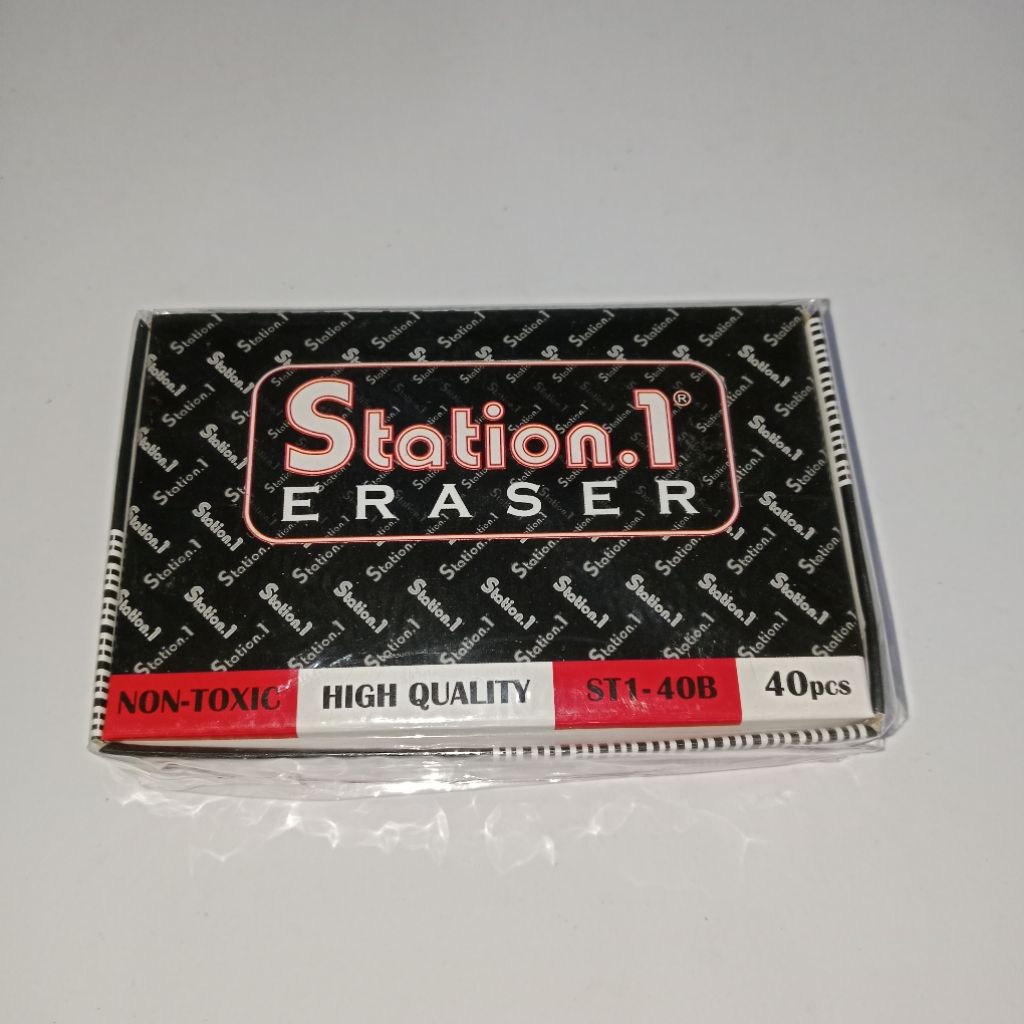 Station.1®
ERASER
NON-TOXIC HIGH QUALITY ST1-40B 40pcs